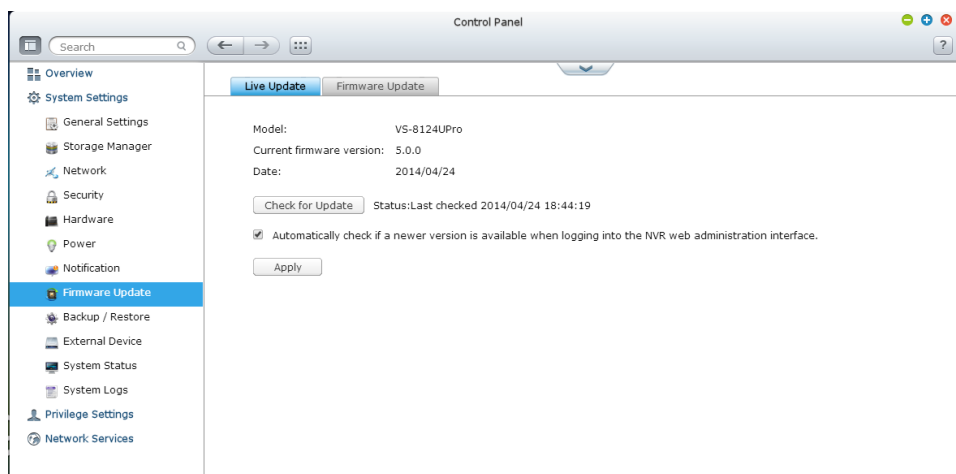 Control Panel
Search
?
Overview
System Settings
General Settings
Storage Manager
Network
Security
Hardware
Power
Notification
Firmware Update
Backup / Restore
External Device
System Status
System Logs
Privilege Settings
Network Services
Live Update
Firmware Update
Model: VS-8124UPro
Current firmware version: 5.0.0
Date: 2014/04/24
Check for Update Status:Last checked 2014/04/24 18:44:19
Automatically check if a newer version is available when logging into the NVR web administration interface.
Apply